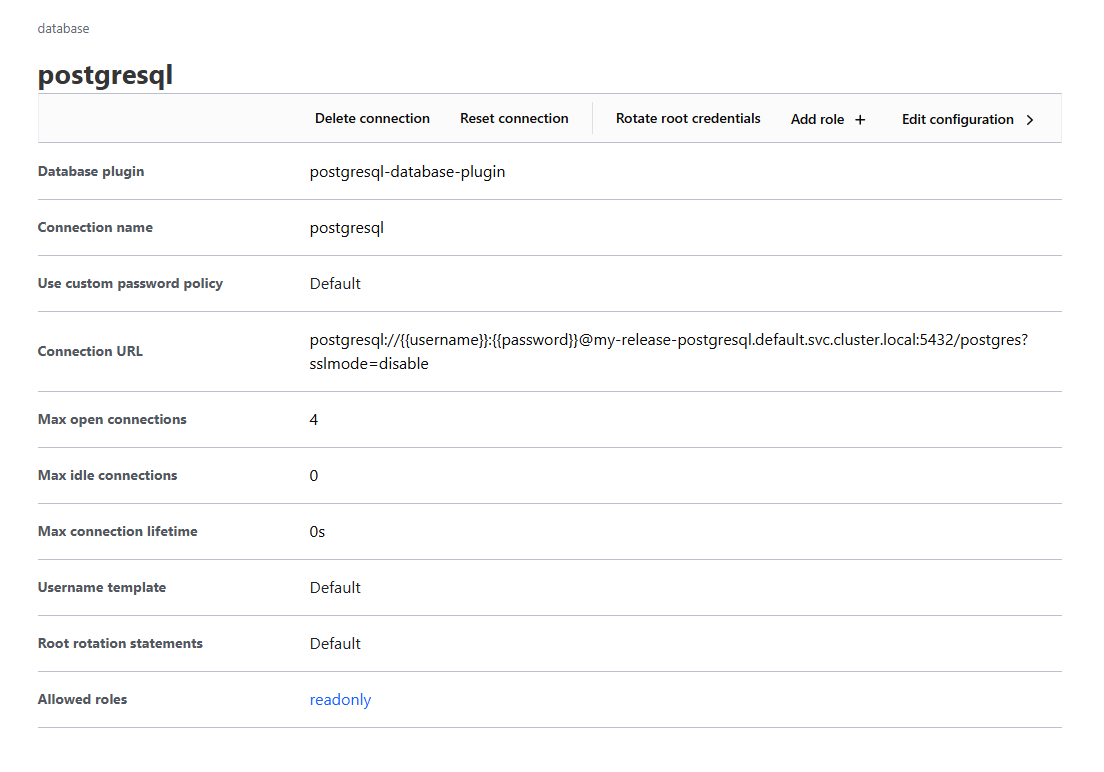 database
postgresql
Delete connection Reset connection Rotate root credentials Add role + Edit configuration >
Database plugin postgresql-database-plugin
Connection name postgresql
Use custom password policy Default
Connection URL postgresql://{{username}}:{{password}}@my-release-postgresql.default.svc.cluster.local:5432/postgres?
sslmode=disable
Max open connections 4
Max idle connections 0
Max connection lifetime 0s
Username template Default
Root rotation statements Default
Allowed roles readonly